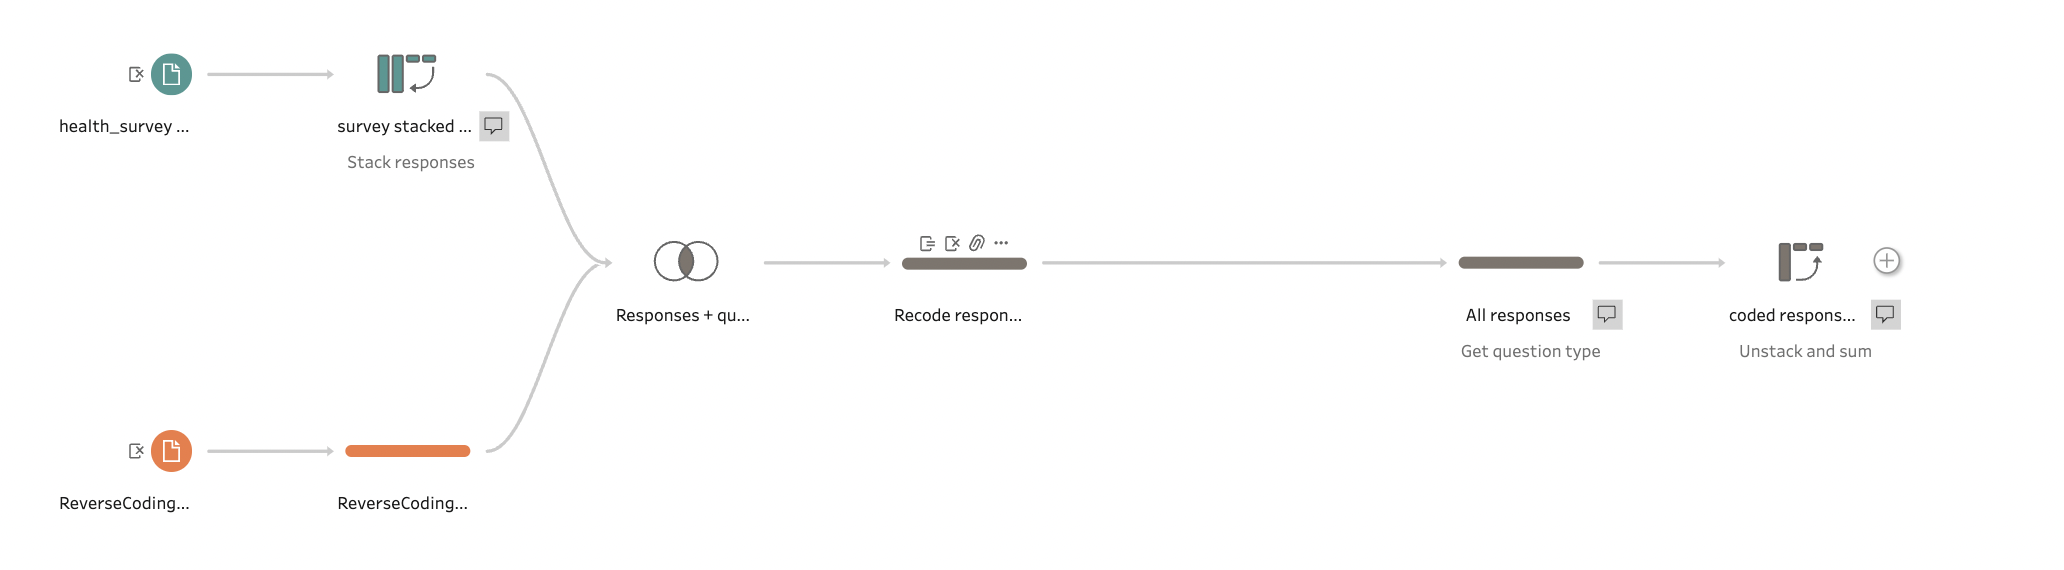 health_survey ...
survey stacked ...
Stack responses
Responses + qu...
Recode respon...
All responses
Get question type
coded respons...
Unstack and sum
ReverseCoding...
ReverseCoding...